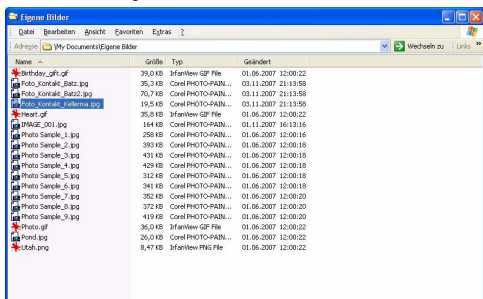 Eigene Bilder
Datei Bearbeiten Ansicht Favoriten Extras ?
Adresse \My Documents\Eigene Bilder Wechseln zu Links »
Name Größe Typ Geändert
Birthday_gift.gif 39,0 KB IrfanView GIF File 01.06.2007 12:00:22
Foto_Kontakt_Batz.jpg 35,3 KB Corel PHOTO-PAIN... 03.11.2007 21:13:58
Foto_Kontakt_Batz2.jpg 70,7 KB Corel PHOTO-PAIN... 03.11.2007 21:13:58
Foto_Kontakt_Kellerma.jpg 19,5 KB Corel PHOTO-PAIN... 03.11.2007 21:13:58
Heart.gif 35,8 KB IrfanView GIF File 01.06.2007 12:00:22
IMAGE_001.jpg 164 KB Corel PHOTO-PAIN... 01.11.2007 16:13:16
Photo Sample_1.jpg 258 KB Corel PHOTO-PAIN... 01.06.2007 12:00:16
Photo Sample_2.jpg 393 KB Corel PHOTO-PAIN... 01.06.2007 12:00:18
Photo Sample_3.jpg 431 KB Corel PHOTO-PAIN... 01.06.2007 12:00:18
Photo Sample_4.jpg 429 KB Corel PHOTO-PAIN... 01.06.2007 12:00:18
Photo Sample_5.jpg 312 KB Corel PHOTO-PAIN... 01.06.2007 12:00:18
Photo Sample_6.jpg 341 KB Corel PHOTO-PAIN... 01.06.2007 12:00:18
Photo Sample_7.jpg 352 KB Corel PHOTO-PAIN... 01.06.2007 12:00:20
Photo Sample_8.jpg 372 KB Corel PHOTO-PAIN... 01.06.2007 12:00:20
Photo Sample_9.jpg 419 KB Corel PHOTO-PAIN... 01.06.2007 12:00:20
Photo.gif 36,0 KB IrfanView GIF File 01.06.2007 12:00:22
Pond.jpg 26,0 KB Corel PHOTO-PAIN... 01.06.2007 12:00:22
Utah.png 8,47 KB IrfanView PNG File 01.06.2007 12:00:22